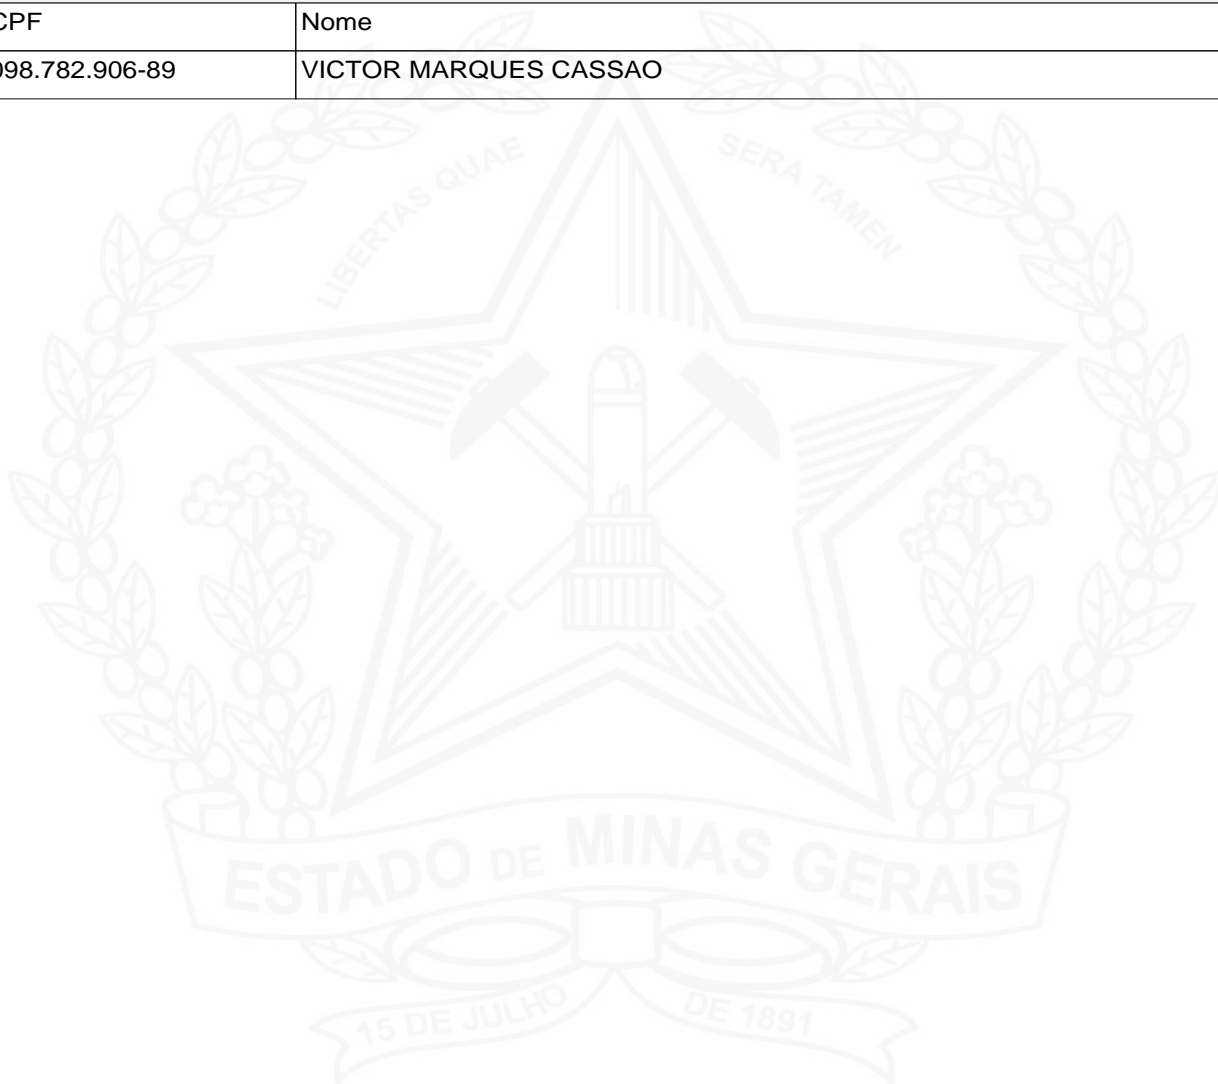 CPF Nome
098.782.906-89 VICTOR MARQUES CASSAO
LIBERTAS QUAE SERA TAMEN
ESTADO DE MINAS GERAIS
15 DE JULHO DE 1891